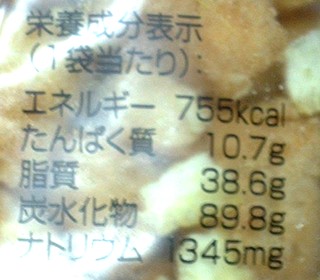 栄養成分表示
(1袋当たり):
エネルギー 755kcal
たんぱく質 10.7g
脂質 38.6g
炭水化物 89.8g
ナトリウム 1345mg